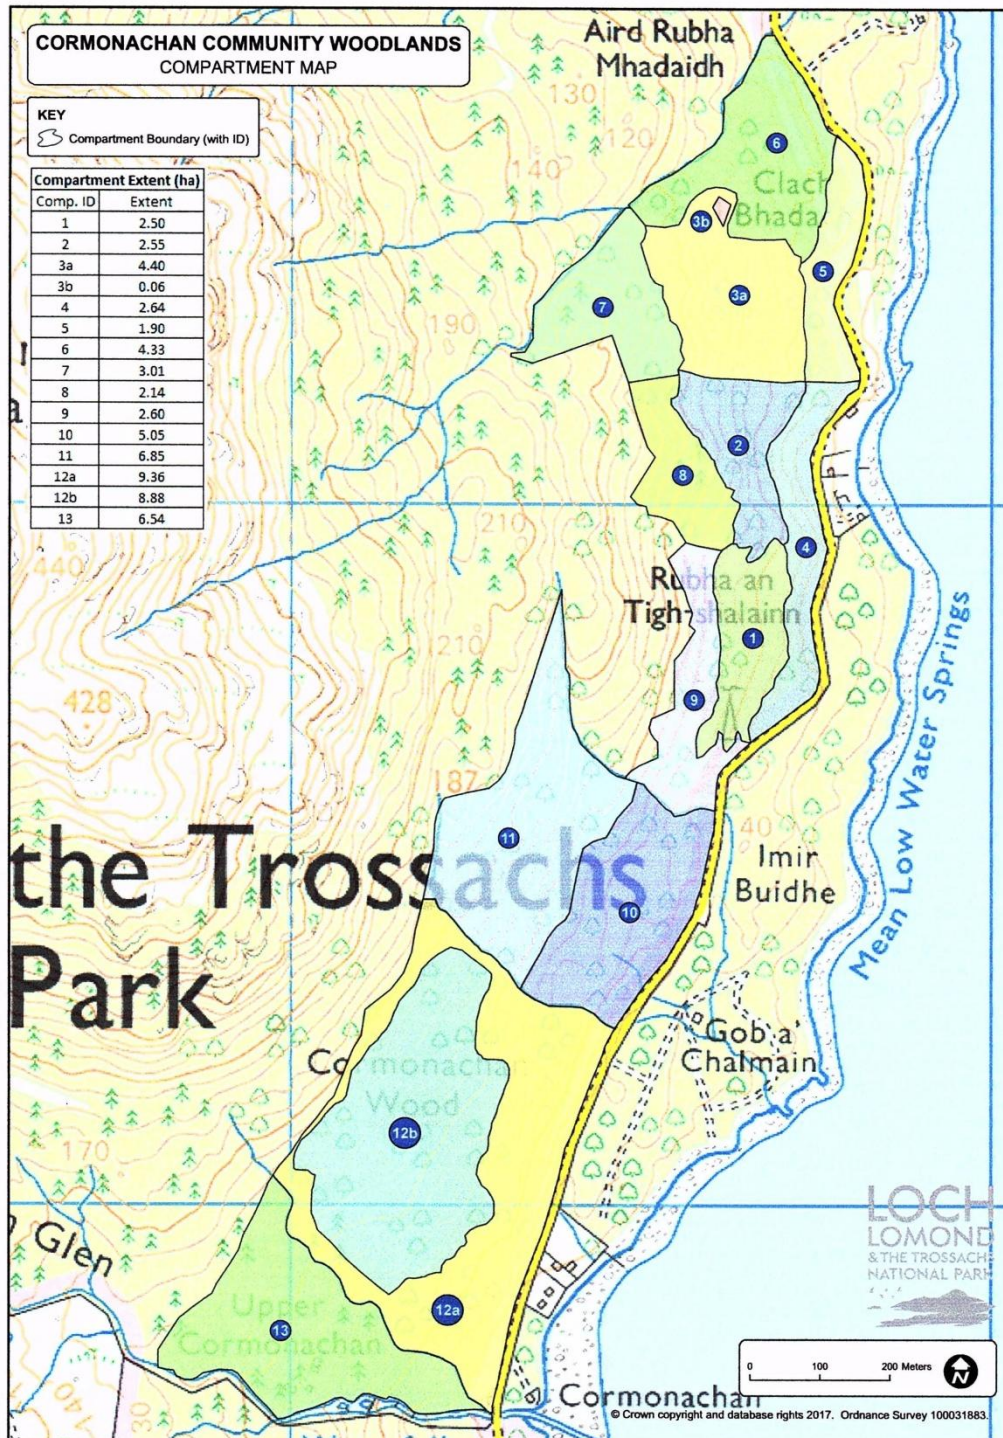 CORMONACHAN COMMUNITY WOODLANDS
COMPARTMENT MAP
KEY
Compartment Boundary (with ID)
Compartment Extent (ha)
Comp. ID Extent
1 2.50
2 2.55
3a 4.40
3b 0.06
4 2.64
5 1.90
6 4.33
7 3.01
8 2.14
9 2.60
10 5.05
11 6.85
12a 9.36
12b 8.88
13 6.54
Aird Rubha
Mhadaidh
130
120
140
6
Clach
Bhada
3b
5
3a
7
190
2
8
210
4
440
Rubha an
Tigh-shalainn
1
210
9
428
187
Mean Low Water Springs
11
40
the Trossachs
Imir
Buidhe
10
Park
Gob a'
Chalmain
Cormonachan
Wood
12b
170
Glen
LOCH
LOMOND
& THE TROSSACHS
NATIONAL PARK
12a
Upper
Cormonachan
13
140
30
0 100 200 Meters
N
Cormonachan
© Crown copyright and database rights 2017. Ordnance Survey 100031883.